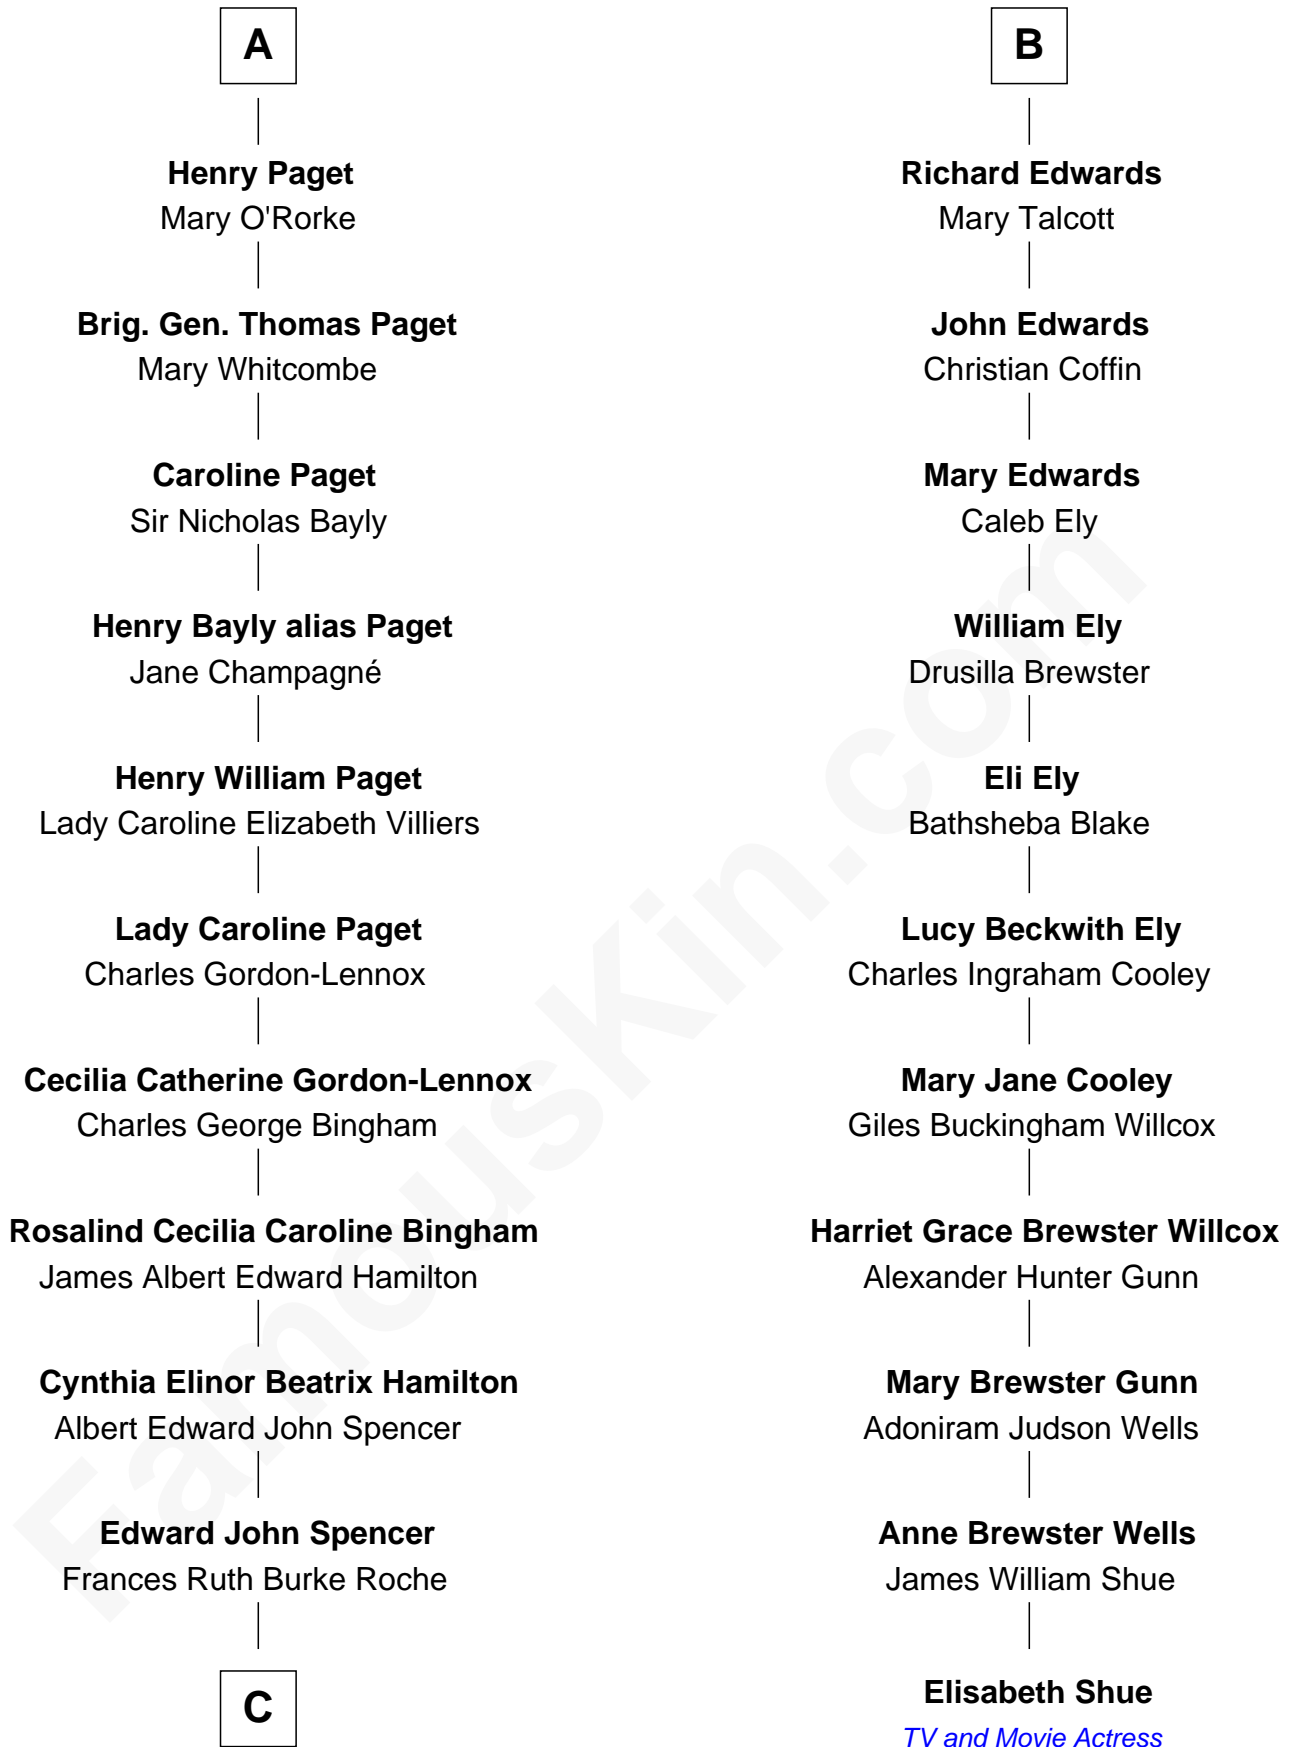 A
Henry Paget
Mary O'Rorke
Brig. Gen. Thomas Paget
Mary Whitcombe
Caroline Paget
Sir Nicholas Bayly
Henry Bayly alias Paget
Jane Champagné
Henry William Paget
Lady Caroline Elizabeth Villiers
Lady Caroline Paget
Charles Gordon-Lennox
Cecilia Catherine Gordon-Lennox
Charles George Bingham
Rosalind Cecilia Caroline Bingham
James Albert Edward Hamilton
Cynthia Elinor Beatrix Hamilton
Albert Edward John Spencer
Edward John Spencer
Frances Ruth Burke Roche
C
B
Richard Edwards
Mary Talcott
John Edwards
Christian Coffin
Mary Edwards
Caleb Ely
William Ely
Drusilla Brewster
Eli Ely
Bathsheba Blake
Lucy Beckwith Ely
Charles Ingraham Cooley
Mary Jane Cooley
Giles Buckingham Willcox
Harriet Grace Brewster Willcox
Alexander Hunter Gunn
Mary Brewster Gunn
Adoniram Judson Wells
Anne Brewster Wells
James William Shue
Elisabeth Shue
TV and Movie Actress
FamousKin.com